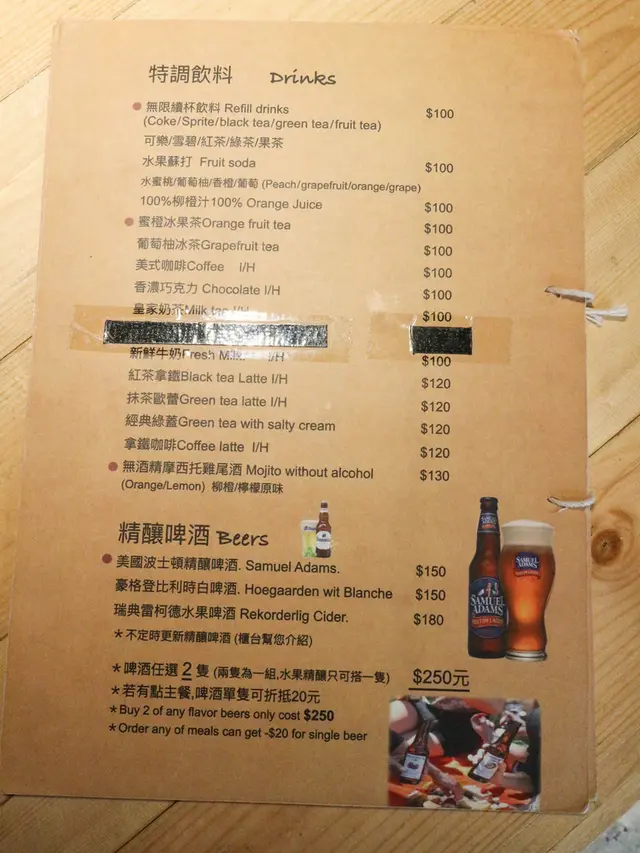 特調飲料 Drinks
無限續杯飲料 Refill drinks $100
(Coke/Sprite/black tea/green tea/fruit tea)
可樂/雪碧/紅茶/綠茶/果茶
水果蘇打 Fruit soda $100
水蜜桃/葡萄柚/香橙/葡萄 (Peach/grapefruit/orange/grape)
100%柳橙汁100% Orange Juice $100
蜜橙冰果茶Orange fruit tea $100
葡萄柚冰茶Grapefruit tea $100
美式咖啡Coffee I/H $100
香濃巧克力 Chocolate I/H $100
皇家奶茶Milk tea I/H $100
新鮮牛奶Fresh Milk I/H $100
紅茶拿鐵Black tea Latte I/H $120
抹茶歐蕾Green tea latte I/H $120
經典綠蓋Green tea with salty cream $120
拿鐵咖啡Coffee latte I/H $120
無酒精摩西托雞尾酒 Mojito without alcohol $130
(Orange/Lemon) 柳橙/檸檬原味
精釀啤酒 Beers
美國波士頓精釀啤酒. Samuel Adams. $150
豪格登比利時白啤酒. Hoegaarden wit Blanche $150
瑞典雷柯德水果啤酒 Rekorderlig Cider. $180
*不定時更新精釀啤酒 (櫃台幫您介紹)
SAMUEL ADAMS
SAMUEL ADAMS
*啤酒任選 2 隻 (兩隻為一組,水果精釀只可搭一隻) $250元
*若有點主餐,啤酒單隻可折抵20元
*Buy 2 of any flavor beers only cost $250
*Order any of meals can get -$20 for single beer